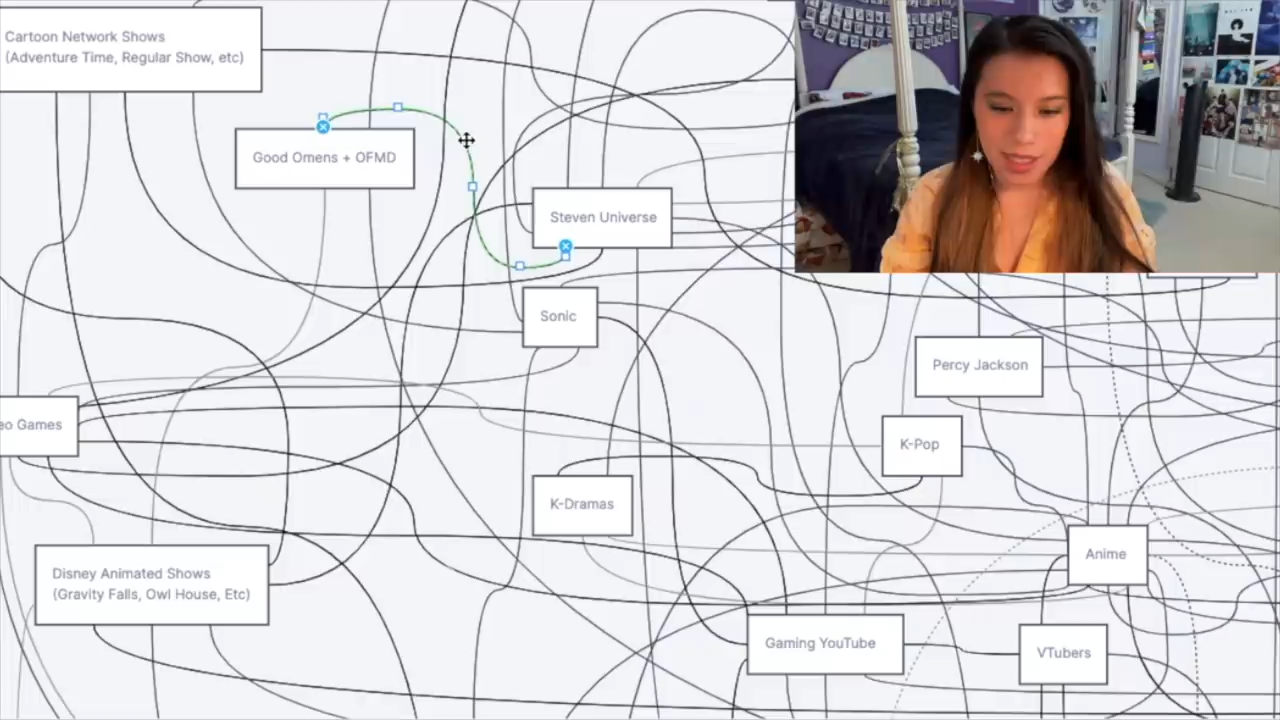 Cartoon Network Shows
(Adventure Time, Regular Show, etc)
Good Omens + OFMD
Steven Universe
Sonic
Percy Jackson
eo Games
K-Pop
K-Dramas
Anime
Disney Animated Shows
(Gravity Falls, Owl House, Etc)
Gaming YouTube
VTubers